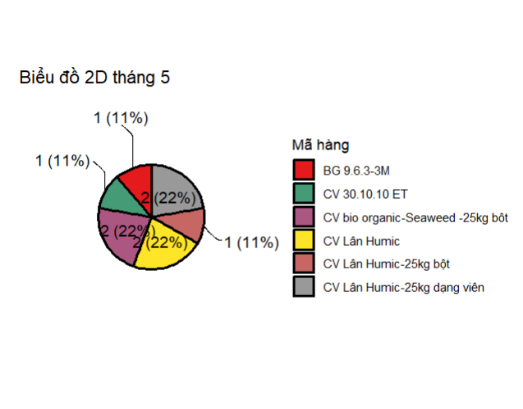 Biểu đồ 2D tháng 5
1 (11%)
1 (11%)
2 (22%)
2 (22%)
2 (22%)
1 (11%)
Mã hàng
BG 9.6.3-3M
CV 30.10.10 ET
CV bio organic-Seaweed -25kg bột
CV Lân Humic
CV Lân Humic-25kg bột
CV Lân Humic-25kg dạng viên